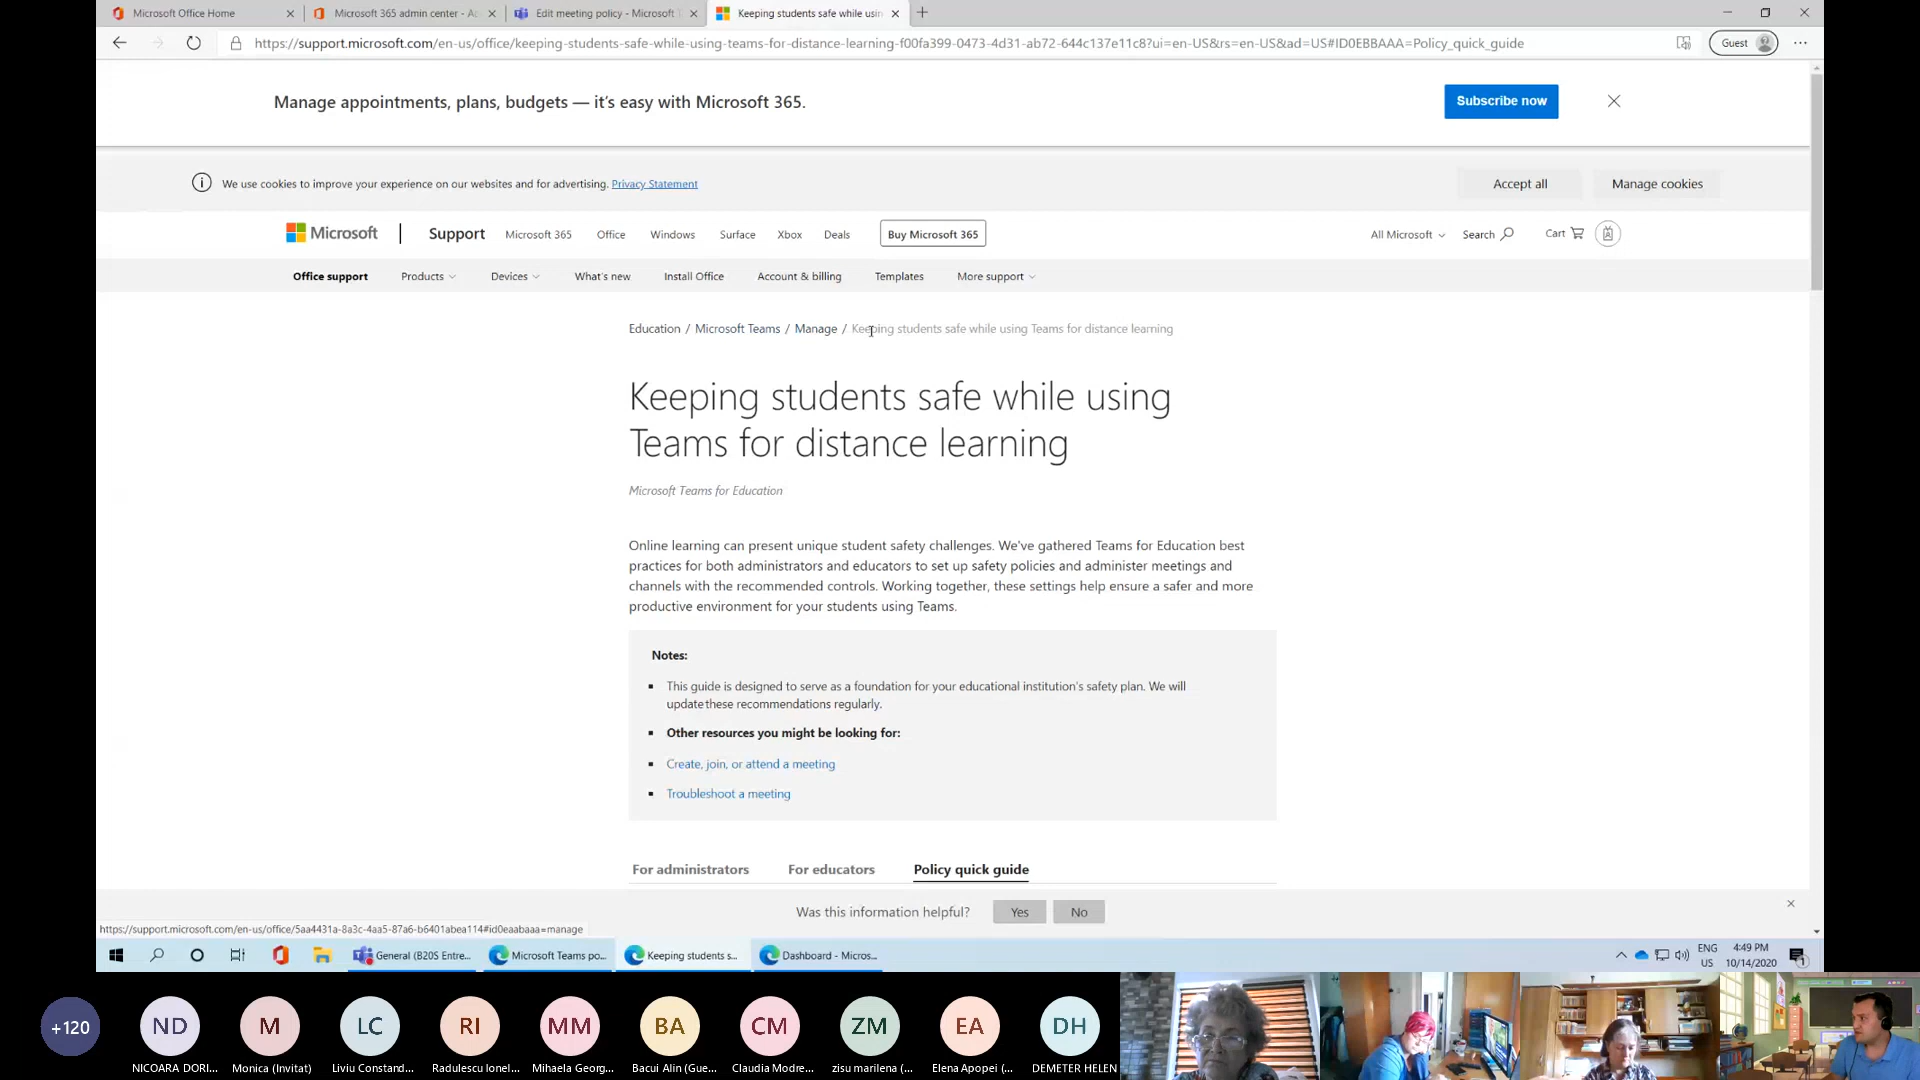 Microsoft Office Home
Microsoft 365 admin center - A
Edit meeting policy - Microsoft T
Keeping students safe while usin
https://support.microsoft.com/en-us/office/keeping-students-safe-while-using-teams-for-distance-learning-f00fa399-0473-4d31-ab72-644c137e11c8?ui=en-US&rs=en-US&ad=US#ID0EBBAAA=Policy_quick_guide
Guest
Manage appointments, plans, budgets — it's easy with Microsoft 365.
Subscribe now
We use cookies to improve your experience on our websites and for advertising. Privacy Statement
Accept all
Manage cookies
Microsoft
Support
Microsoft 365
Office
Windows
Surface
Xbox
Deals
Buy Microsoft 365
All Microsoft
Search
Cart
Office support
Products
Devices
What's new
Install Office
Account & billing
Templates
More support
Education / Microsoft Teams / Manage / Keeping students safe while using Teams for distance learning
Keeping students safe while using
Teams for distance learning
Microsoft Teams for Education
Online learning can present unique student safety challenges. We've gathered Teams for Education best
practices for both administrators and educators to set up safety policies and administer meetings and
channels with the recommended controls. Working together, these settings help ensure a safer and more
productive environment for your students using Teams.
Notes:
This guide is designed to serve as a foundation for your educational institution's safety plan. We will
update these recommendations regularly.
Other resources you might be looking for:
Create, join, or attend a meeting
Troubleshoot a meeting
For administrators
For educators
Policy quick guide
Was this information helpful?
Yes
No
https://support.microsoft.com/en-us/office/5aa4431a-8a3c-4aa5-87a6-b6401abea114#id0eaabaaa=manage
General (B20S Entre...
Microsoft Teams po...
Keeping students s...
Dashboard - Micros...
ENG
US
4:49 PM
10/14/2020
1
+120
ND
M
LC
RI
MM
BA
CM
ZM
EA
DH
NICOARA DORI...
Monica (Invitat)
Liviu Constand...
Radulescu Ionel...
Mihaela Georg...
Bacui Alin (Gue...
Claudia Modre...
zisu marilena (...
Elena Apopei (...
DEMETER HELEN